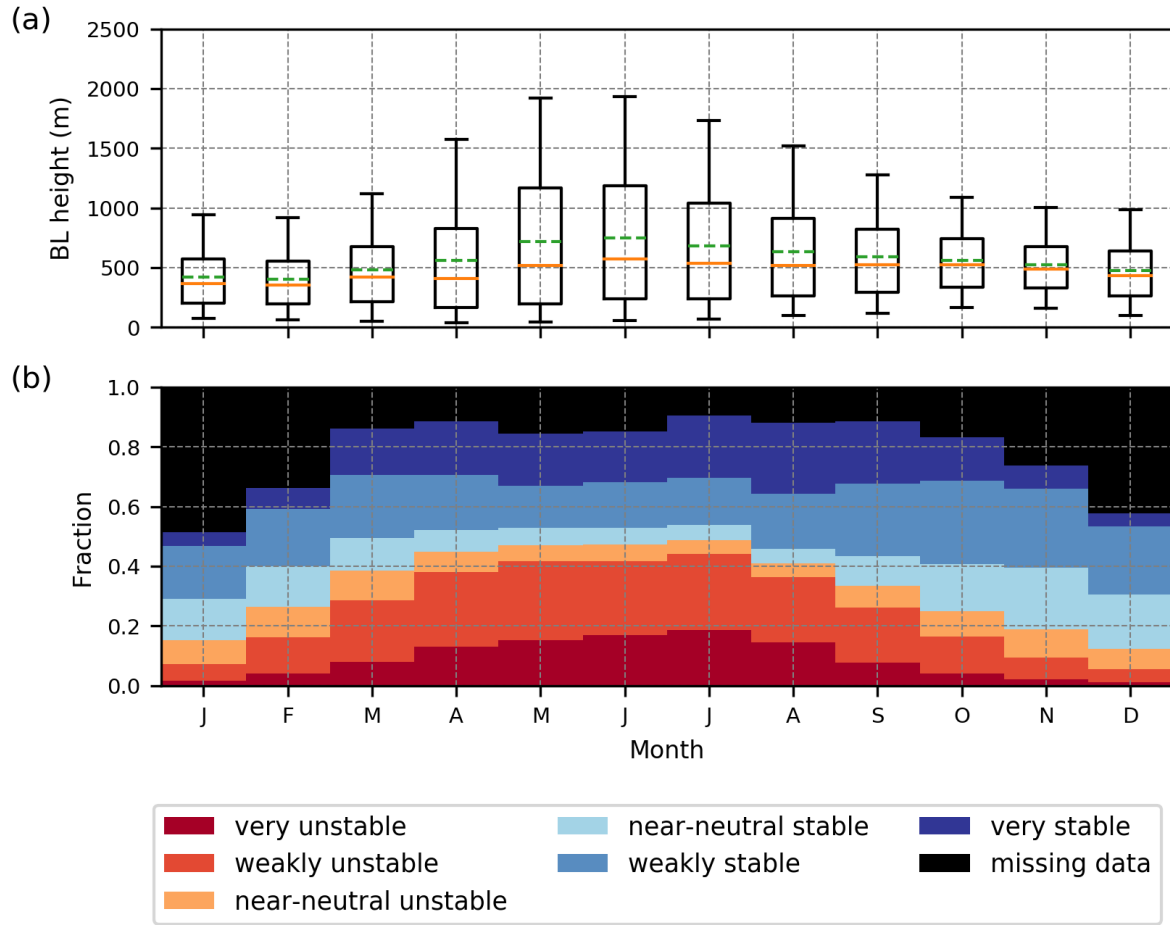 (a)
2500
2000
1500
1000
500
0
BL height (m)
(b)
1.0
0.8
0.6
0.4
0.2
0.0
Fraction
J F M A M J J A S O N D
Month
very unstable near-neutral stable very stable
weakly unstable weakly stable missing data
near-neutral unstable